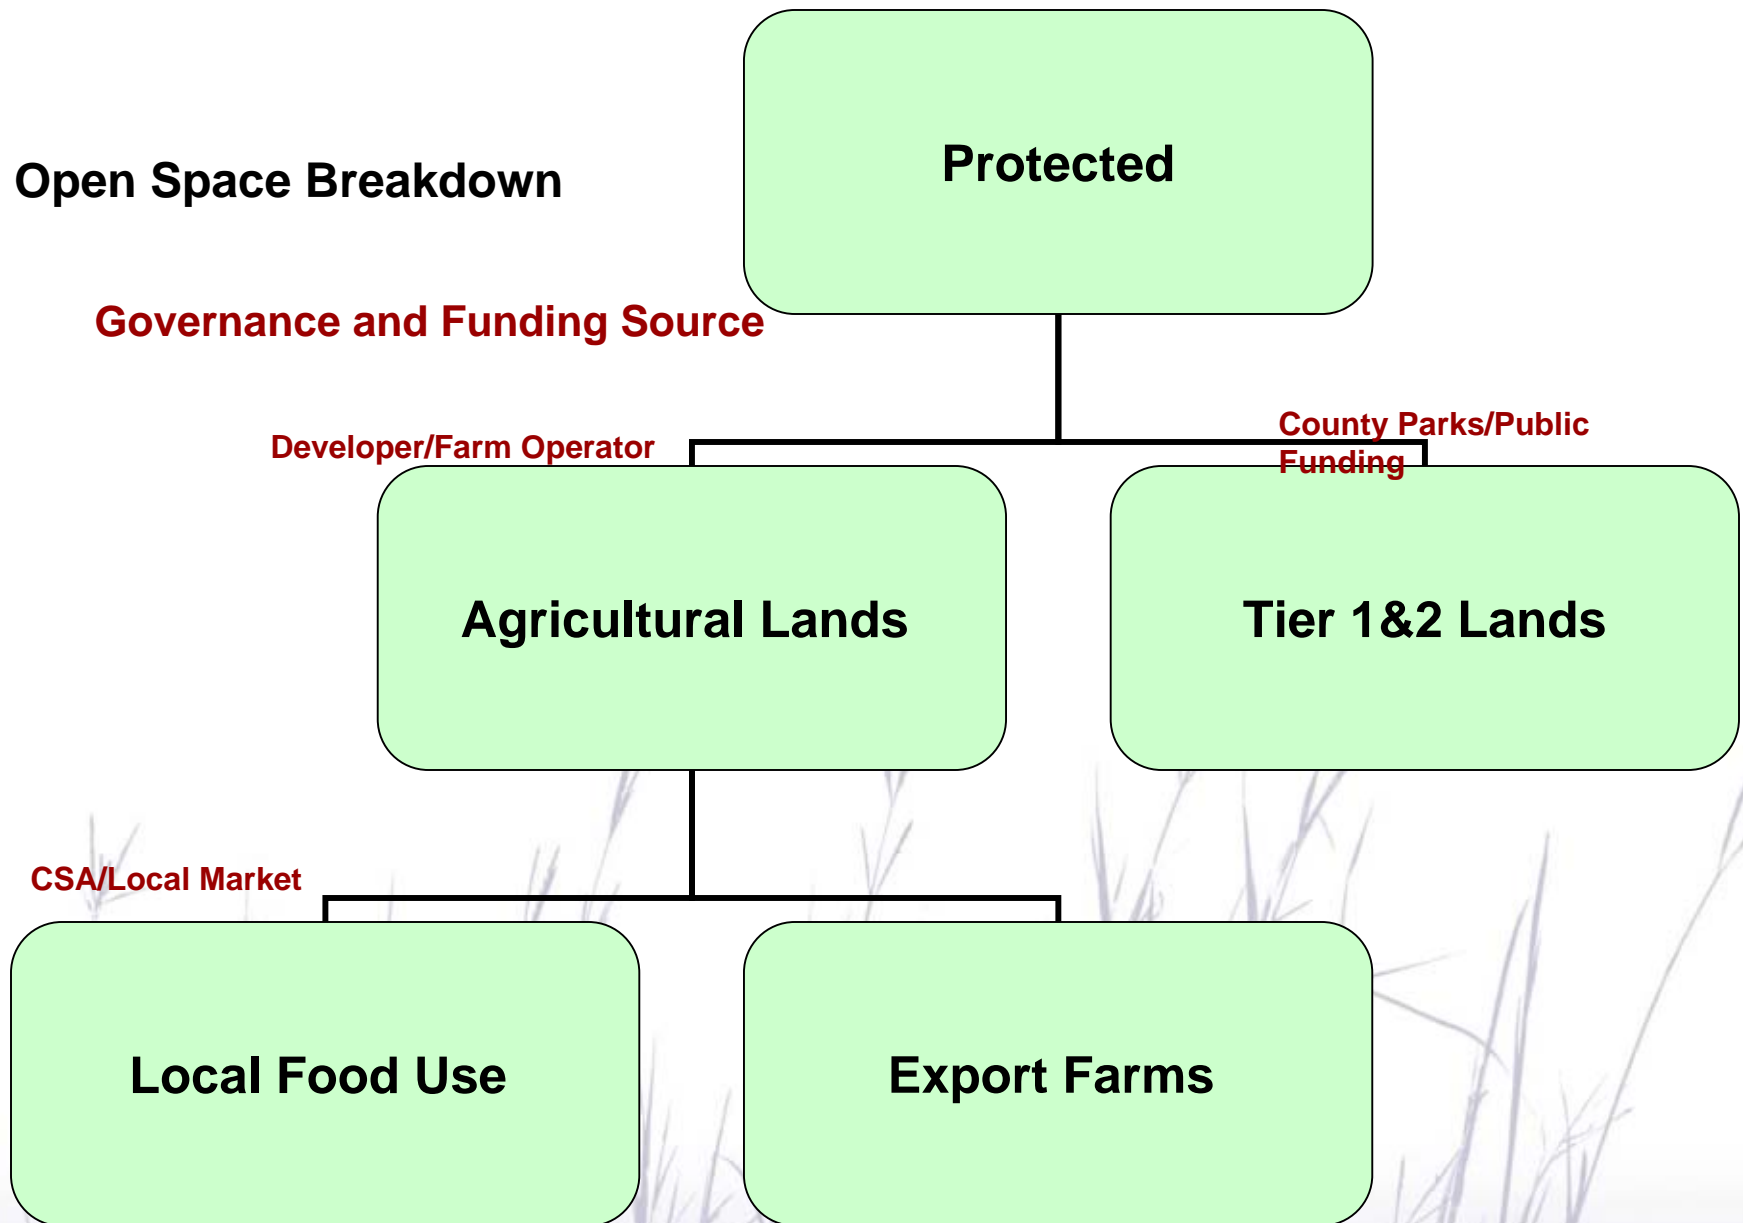 Protected
Open Space Breakdown
Governance and Funding Source
County Parks/Public
Funding
Developer/Farm Operator
Agricultural Lands
Tier 1&2 Lands
CSA/Local Market
Local Food Use
Export Farms